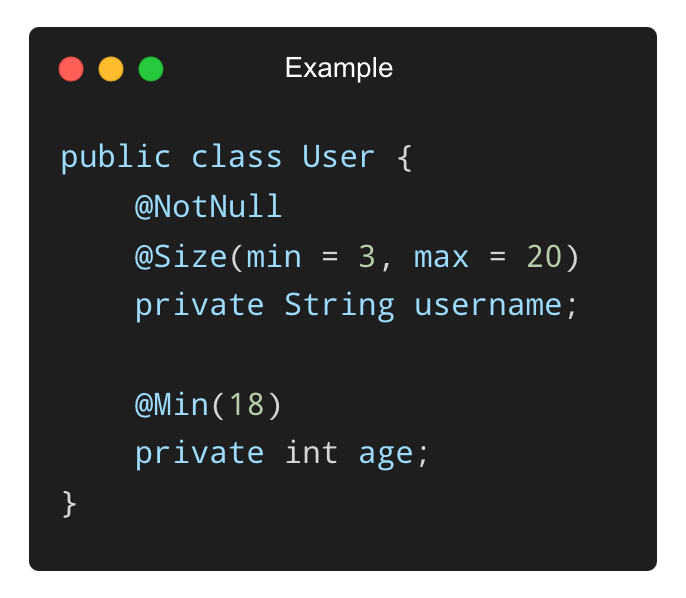 Example
public class User {
    @NotNull
    @Size(min = 3, max = 20)
    private String username;

    @Min(18)
    private int age;
}